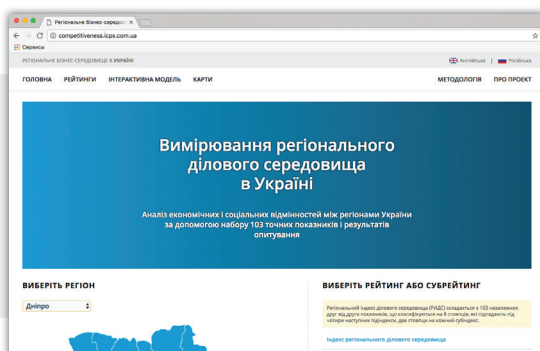 Регіональне бізнес-середов
competitiveness.icps.com.ua
Сервисы
РЕГІОНАЛЬНЕ БІЗНЕС-СЕРЕДОВИЩЕ В УКРАЇНІ
Англійська | Російська
ГОЛОВНА РЕЙТИНГИ ІНТЕРАКТИВНА МОДЕЛЬ КАРТИ МЕТОДОЛОГІЯ ПРО ПРОЕКТ
Вимірювання регіонального
ділового середовища
в Україні
Аналіз економічних і соціальних відмінностей між регіонами України
за допомогою набору 103 точних показників і результатів
опитування
ВИБЕРІТЬ РЕГІОН
Дніпро
ВИБЕРІТЬ РЕЙТИНГ АБО СУБРЕЙТИНГ
Регіональний індекс ділового середовища (РИДС) складається з 103 незалежних
друг від друга показників, що класифікуються на 8 стовпців, які підпадають під
чотири наступних підіндекси, два стовпця на кожний субіндекс.
Індекс регіонального ділового середовища